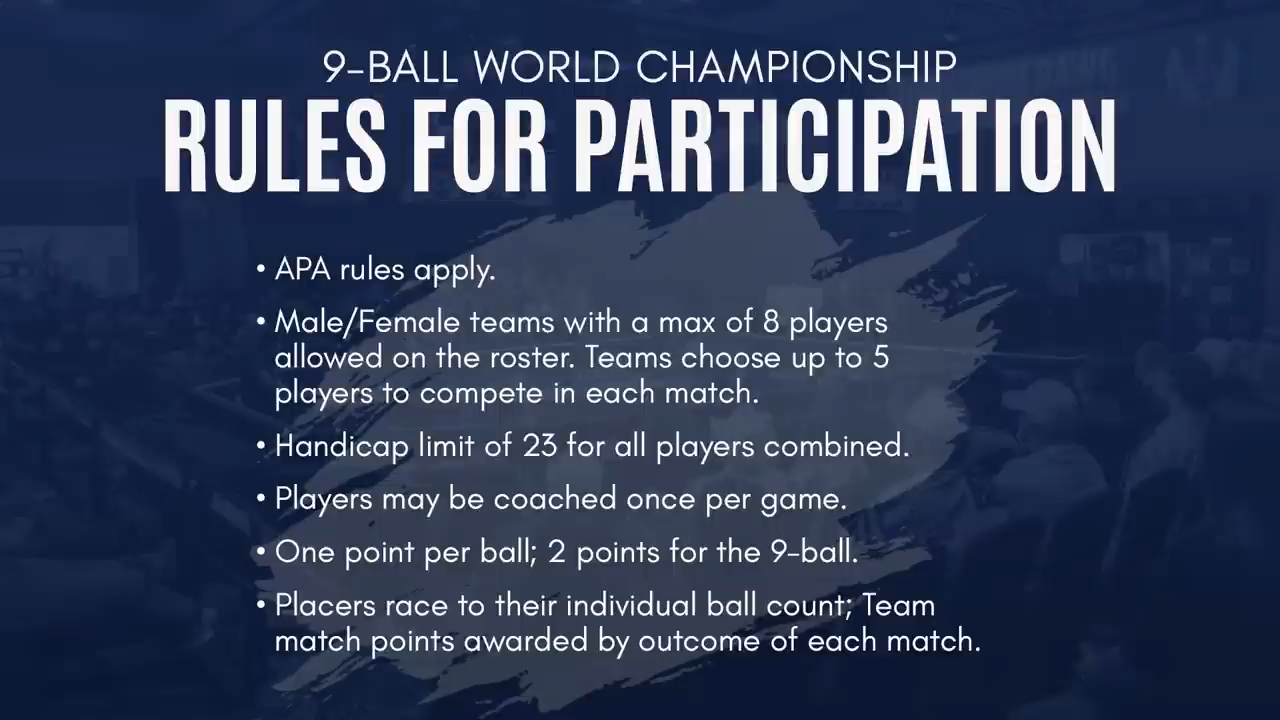 9-BALL WORLD CHAMPIONSHIP
RULES FOR PARTICIPATION
• APA rules apply.
• Male/Female teams with a max of 8 players
allowed on the roster. Teams choose up to 5
players to compete in each match.
• Handicap limit of 23 for all players combined.
• Players may be coached once per game.
• One point per ball; 2 points for the 9-ball.
• Placers race to their individual ball count; Team
match points awarded by outcome of each match.